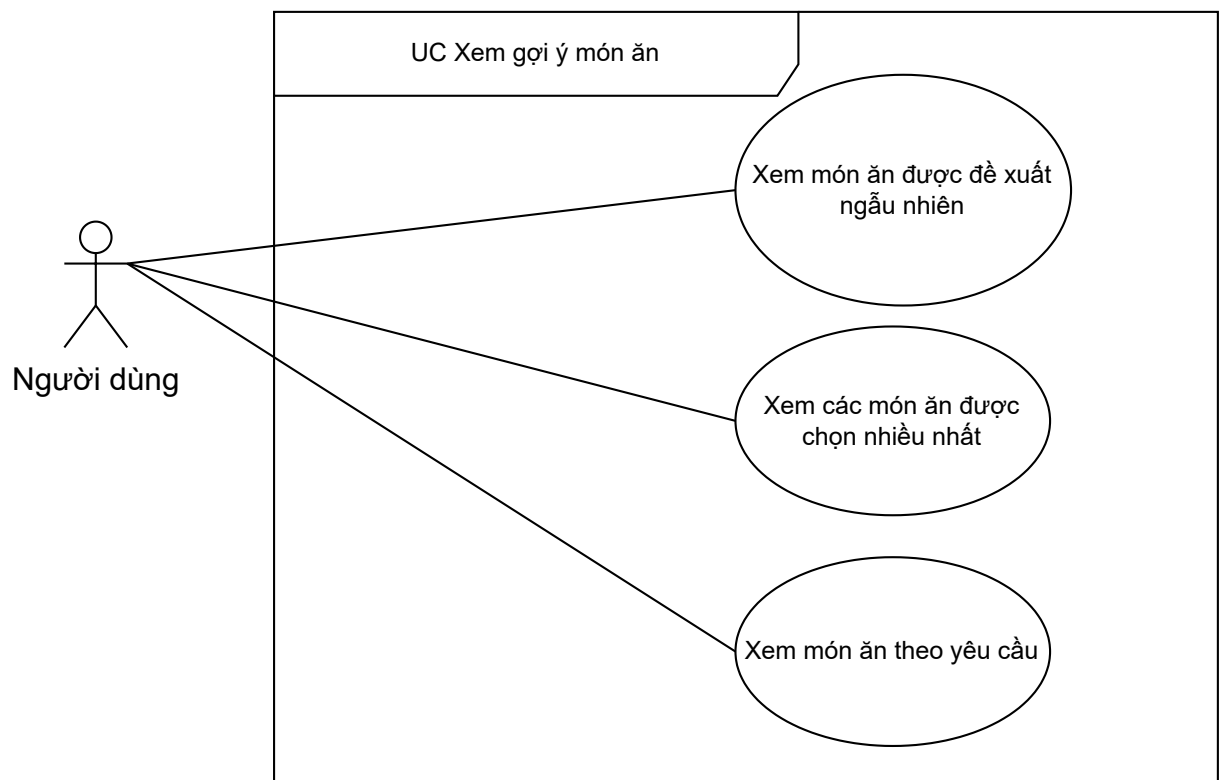 UC Xem gợi ý món ăn
Xem món ăn được đề xuất
ngẫu nhiên
Người dùng
Xem các món ăn được
chọn nhiều nhất
Xem món ăn theo yêu cầu